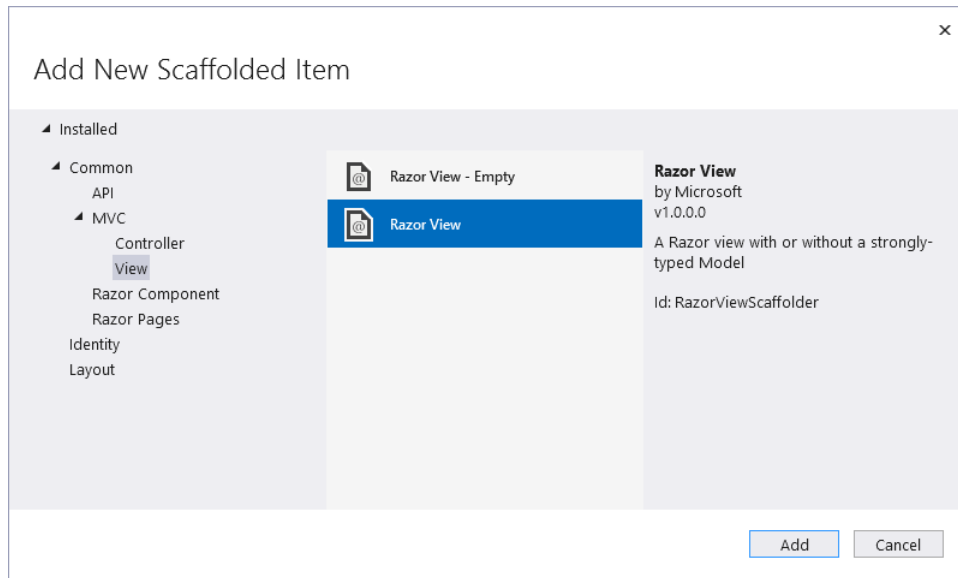 Add New Scaffolded Item
Installed
Common
API
MVC
Controller
View
Razor Component
Razor Pages
Identity
Layout
Razor View - Empty
Razor View
Razor View
by Microsoft
v1.0.0.0
A Razor view with or without a strongly-
typed Model
Id: RazorViewScaffolder
Add
Cancel